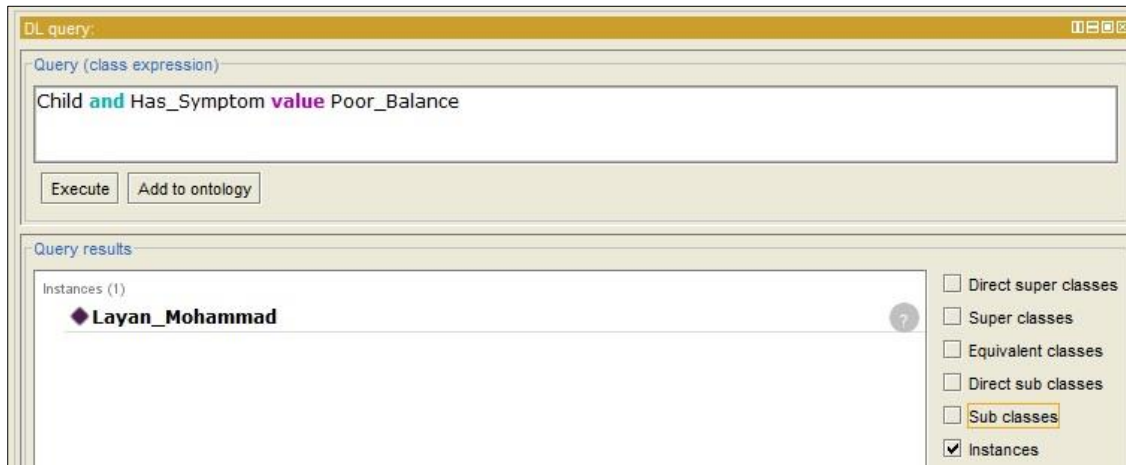 DL query:
Query (class expression)
Child and Has_Symptom value Poor_Balance
Execute
Add to ontology
Query results
Instances (1)
Layan_Mohammad
?
Direct super classes
Super classes
Equivalent classes
Direct sub classes
Sub classes
Instances